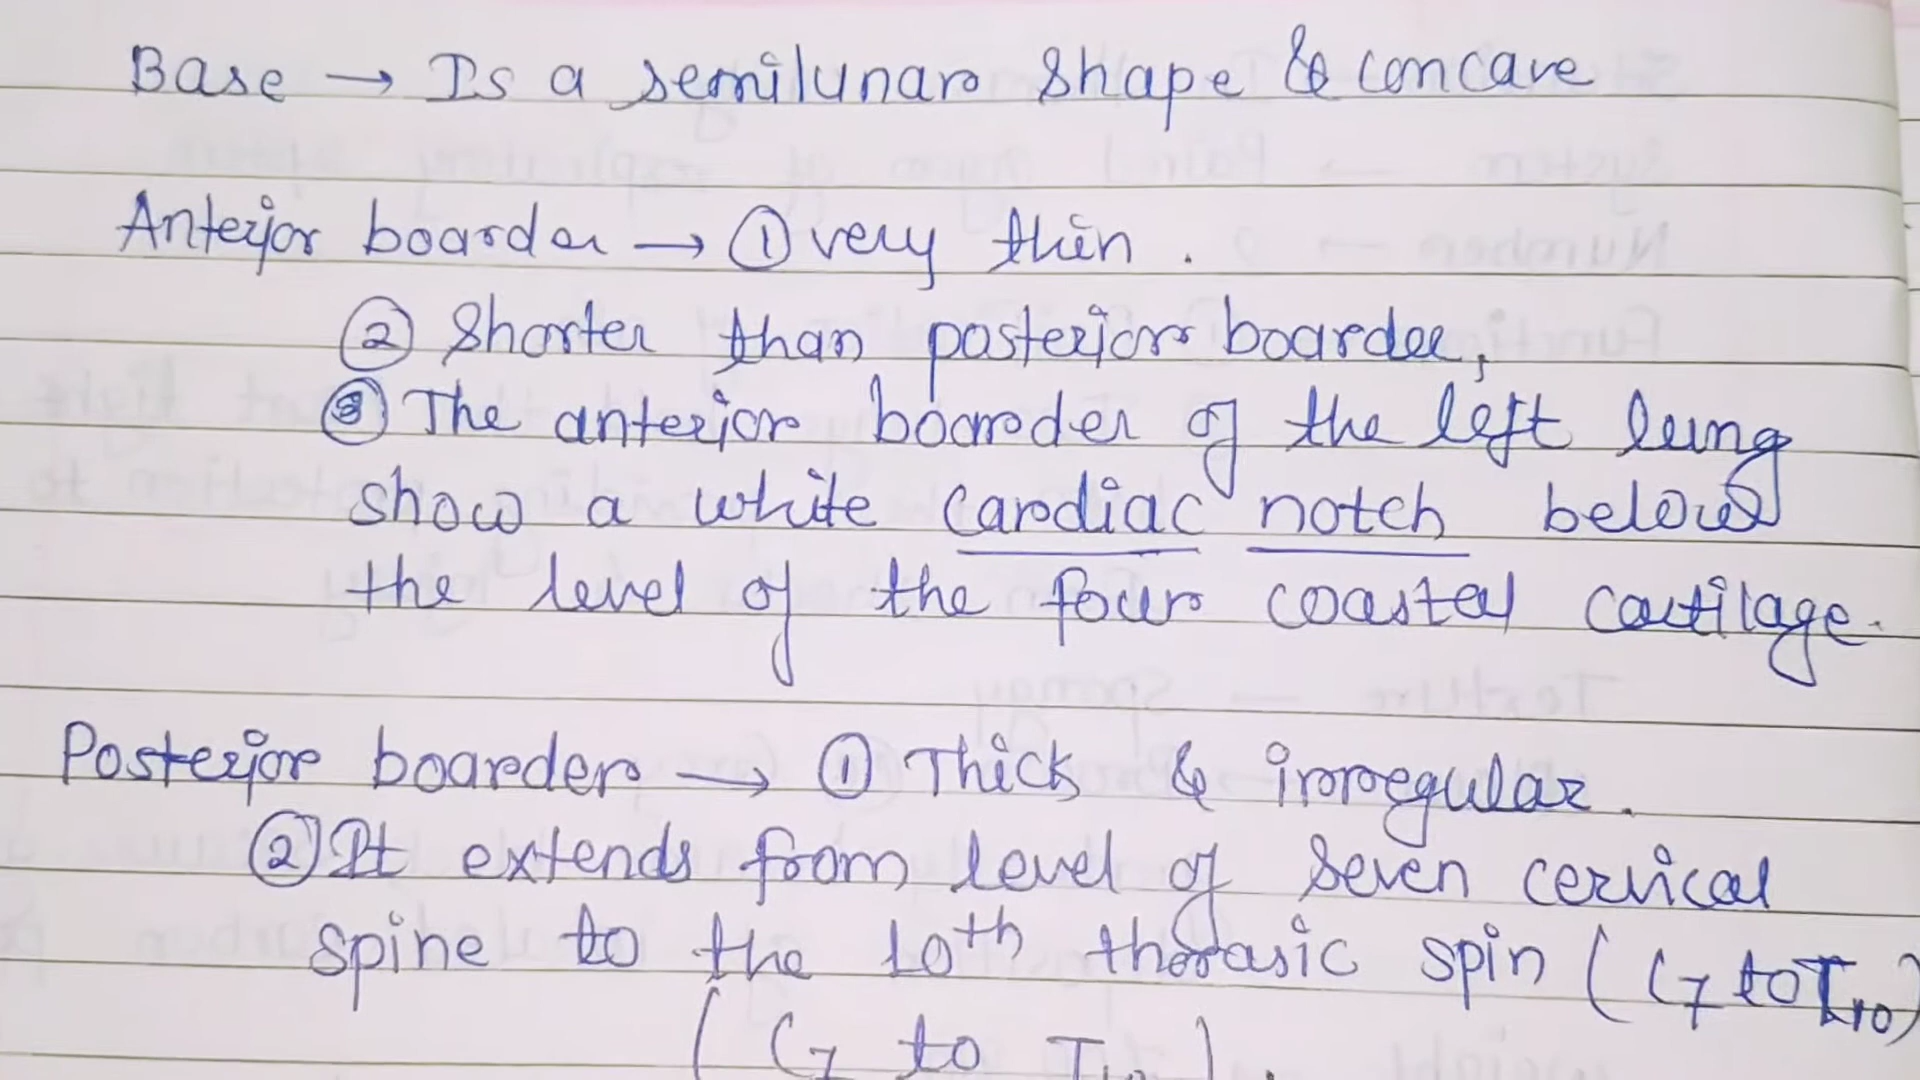 Base → Is a semilunar shape & concave
Anterior boarder → ① very thin.
② Shorter than posterior boarder,
③ The anterior boarder of the left lung
show a white cardiac notch below
the level of the four coastal cartilage.
Posterior boarder → ① Thick & irregular.
② It extends from level of seven cervical
spine to the 10th thorasic spin (C7 to T10)
(C7 to T10).